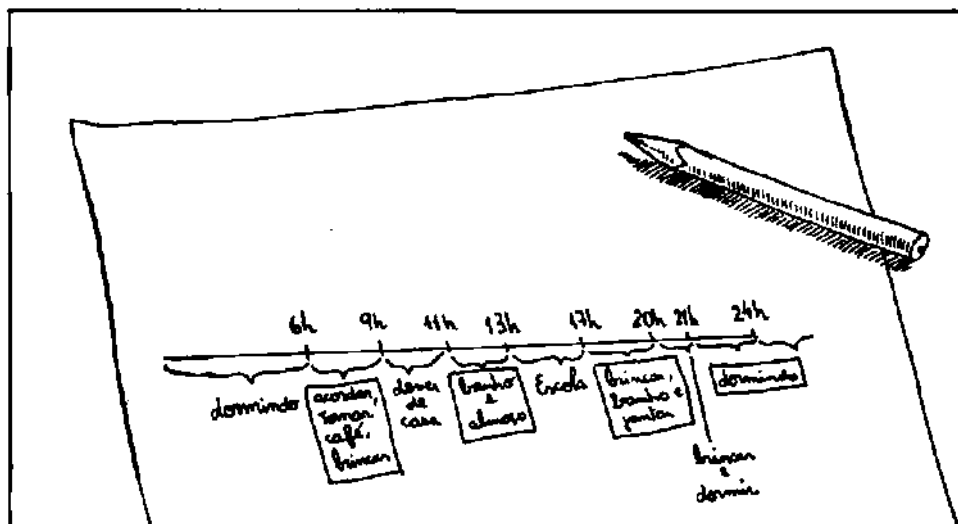 6h 9h 11h 13h 17h 20h 21h 24h
dormindo
acordar,
tomar
café,
brincar
dever
de
casa
banho
e
almoço
Escola
brincar,
banho e
jantar
brincar
e
dormir
dormindo